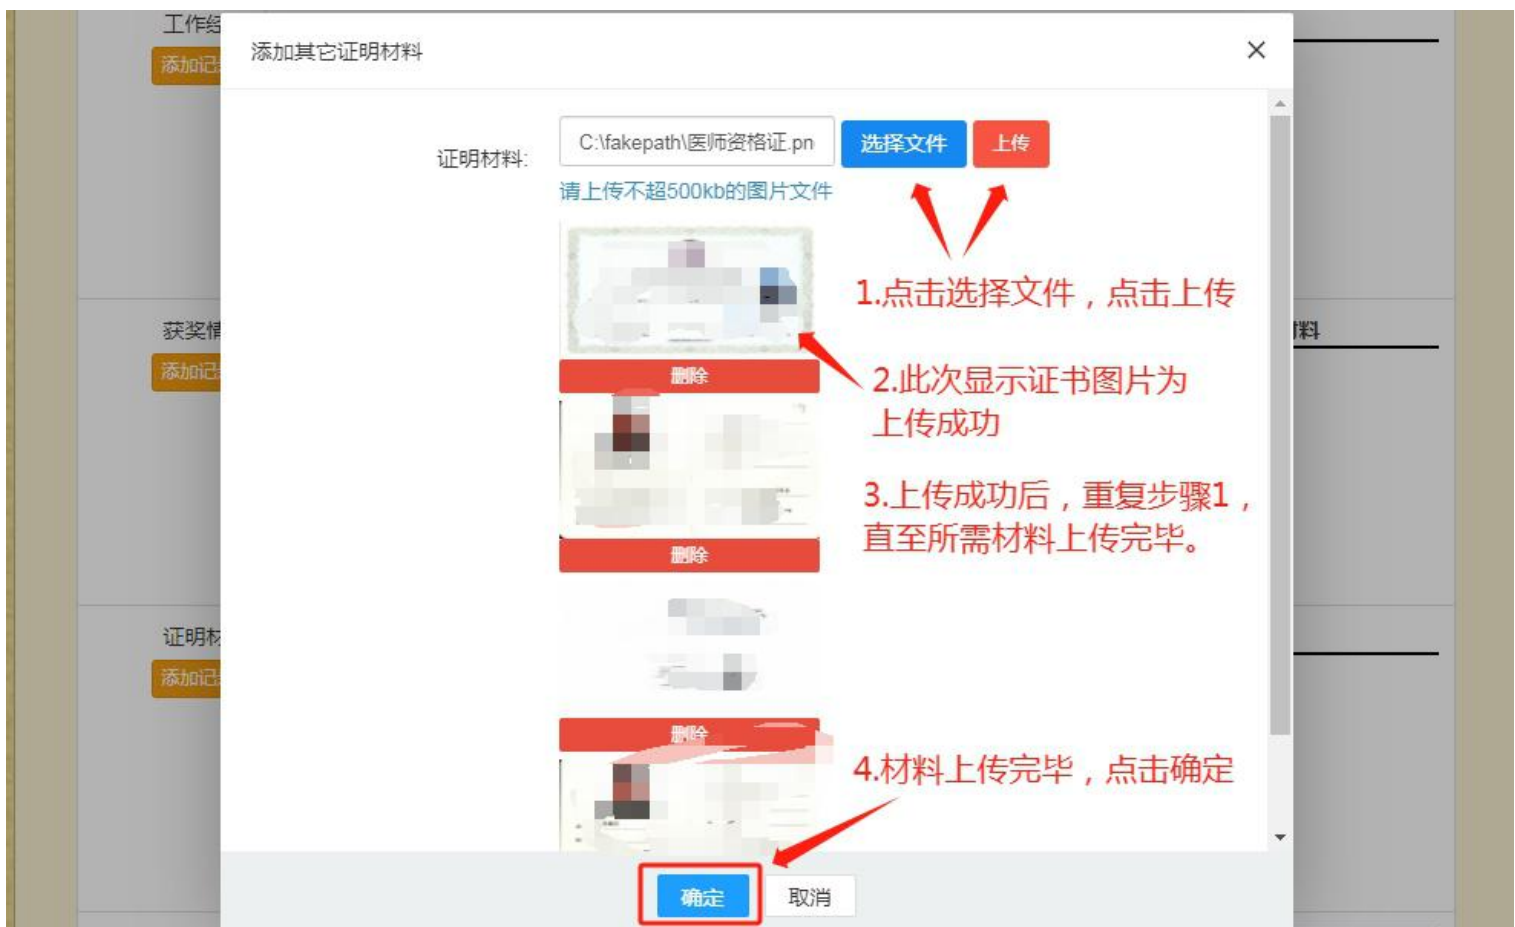 工作经
添加记
添加其它证明材料
证明材料:
C:\fakepath\医师资格证.pn
选择文件
上传
请上传不超500kb的图片文件
1.点击选择文件，点击上传
获奖情
添加记
材料
删除
2.此次显示证书图片为
上传成功
3.上传成功后，重复步骤1，
直至所需材料上传完毕。
删除
证明材
添加记
删除
4.材料上传完毕，点击确定
确定
取消